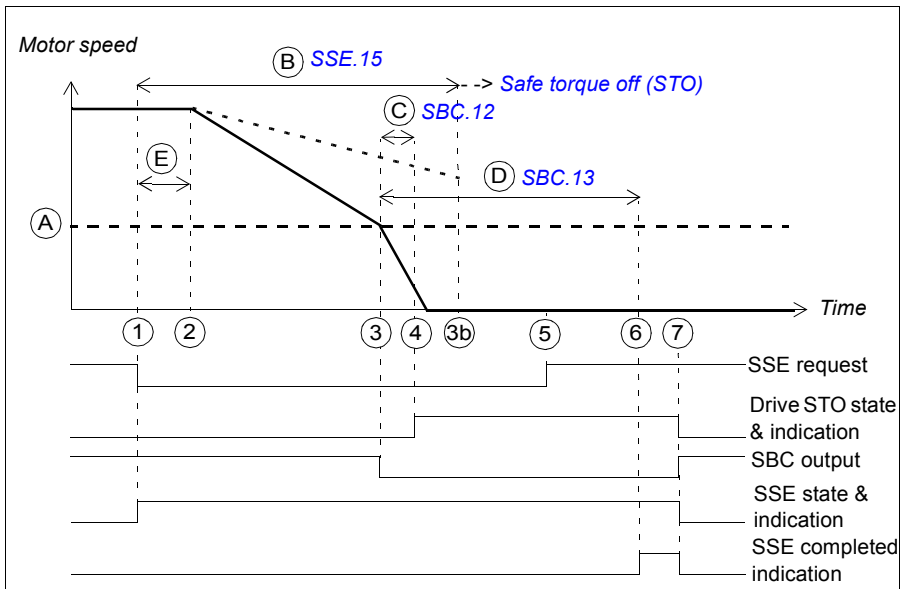 Motor speed
B SSE.15
Safe torque off (STO)
C SBC.12
E
D SBC.13
A
Time
1 2 3 4 3b 5 6 7
SSE request
Drive STO state
& indication
SBC output
SSE state &
indication
SSE completed
indication